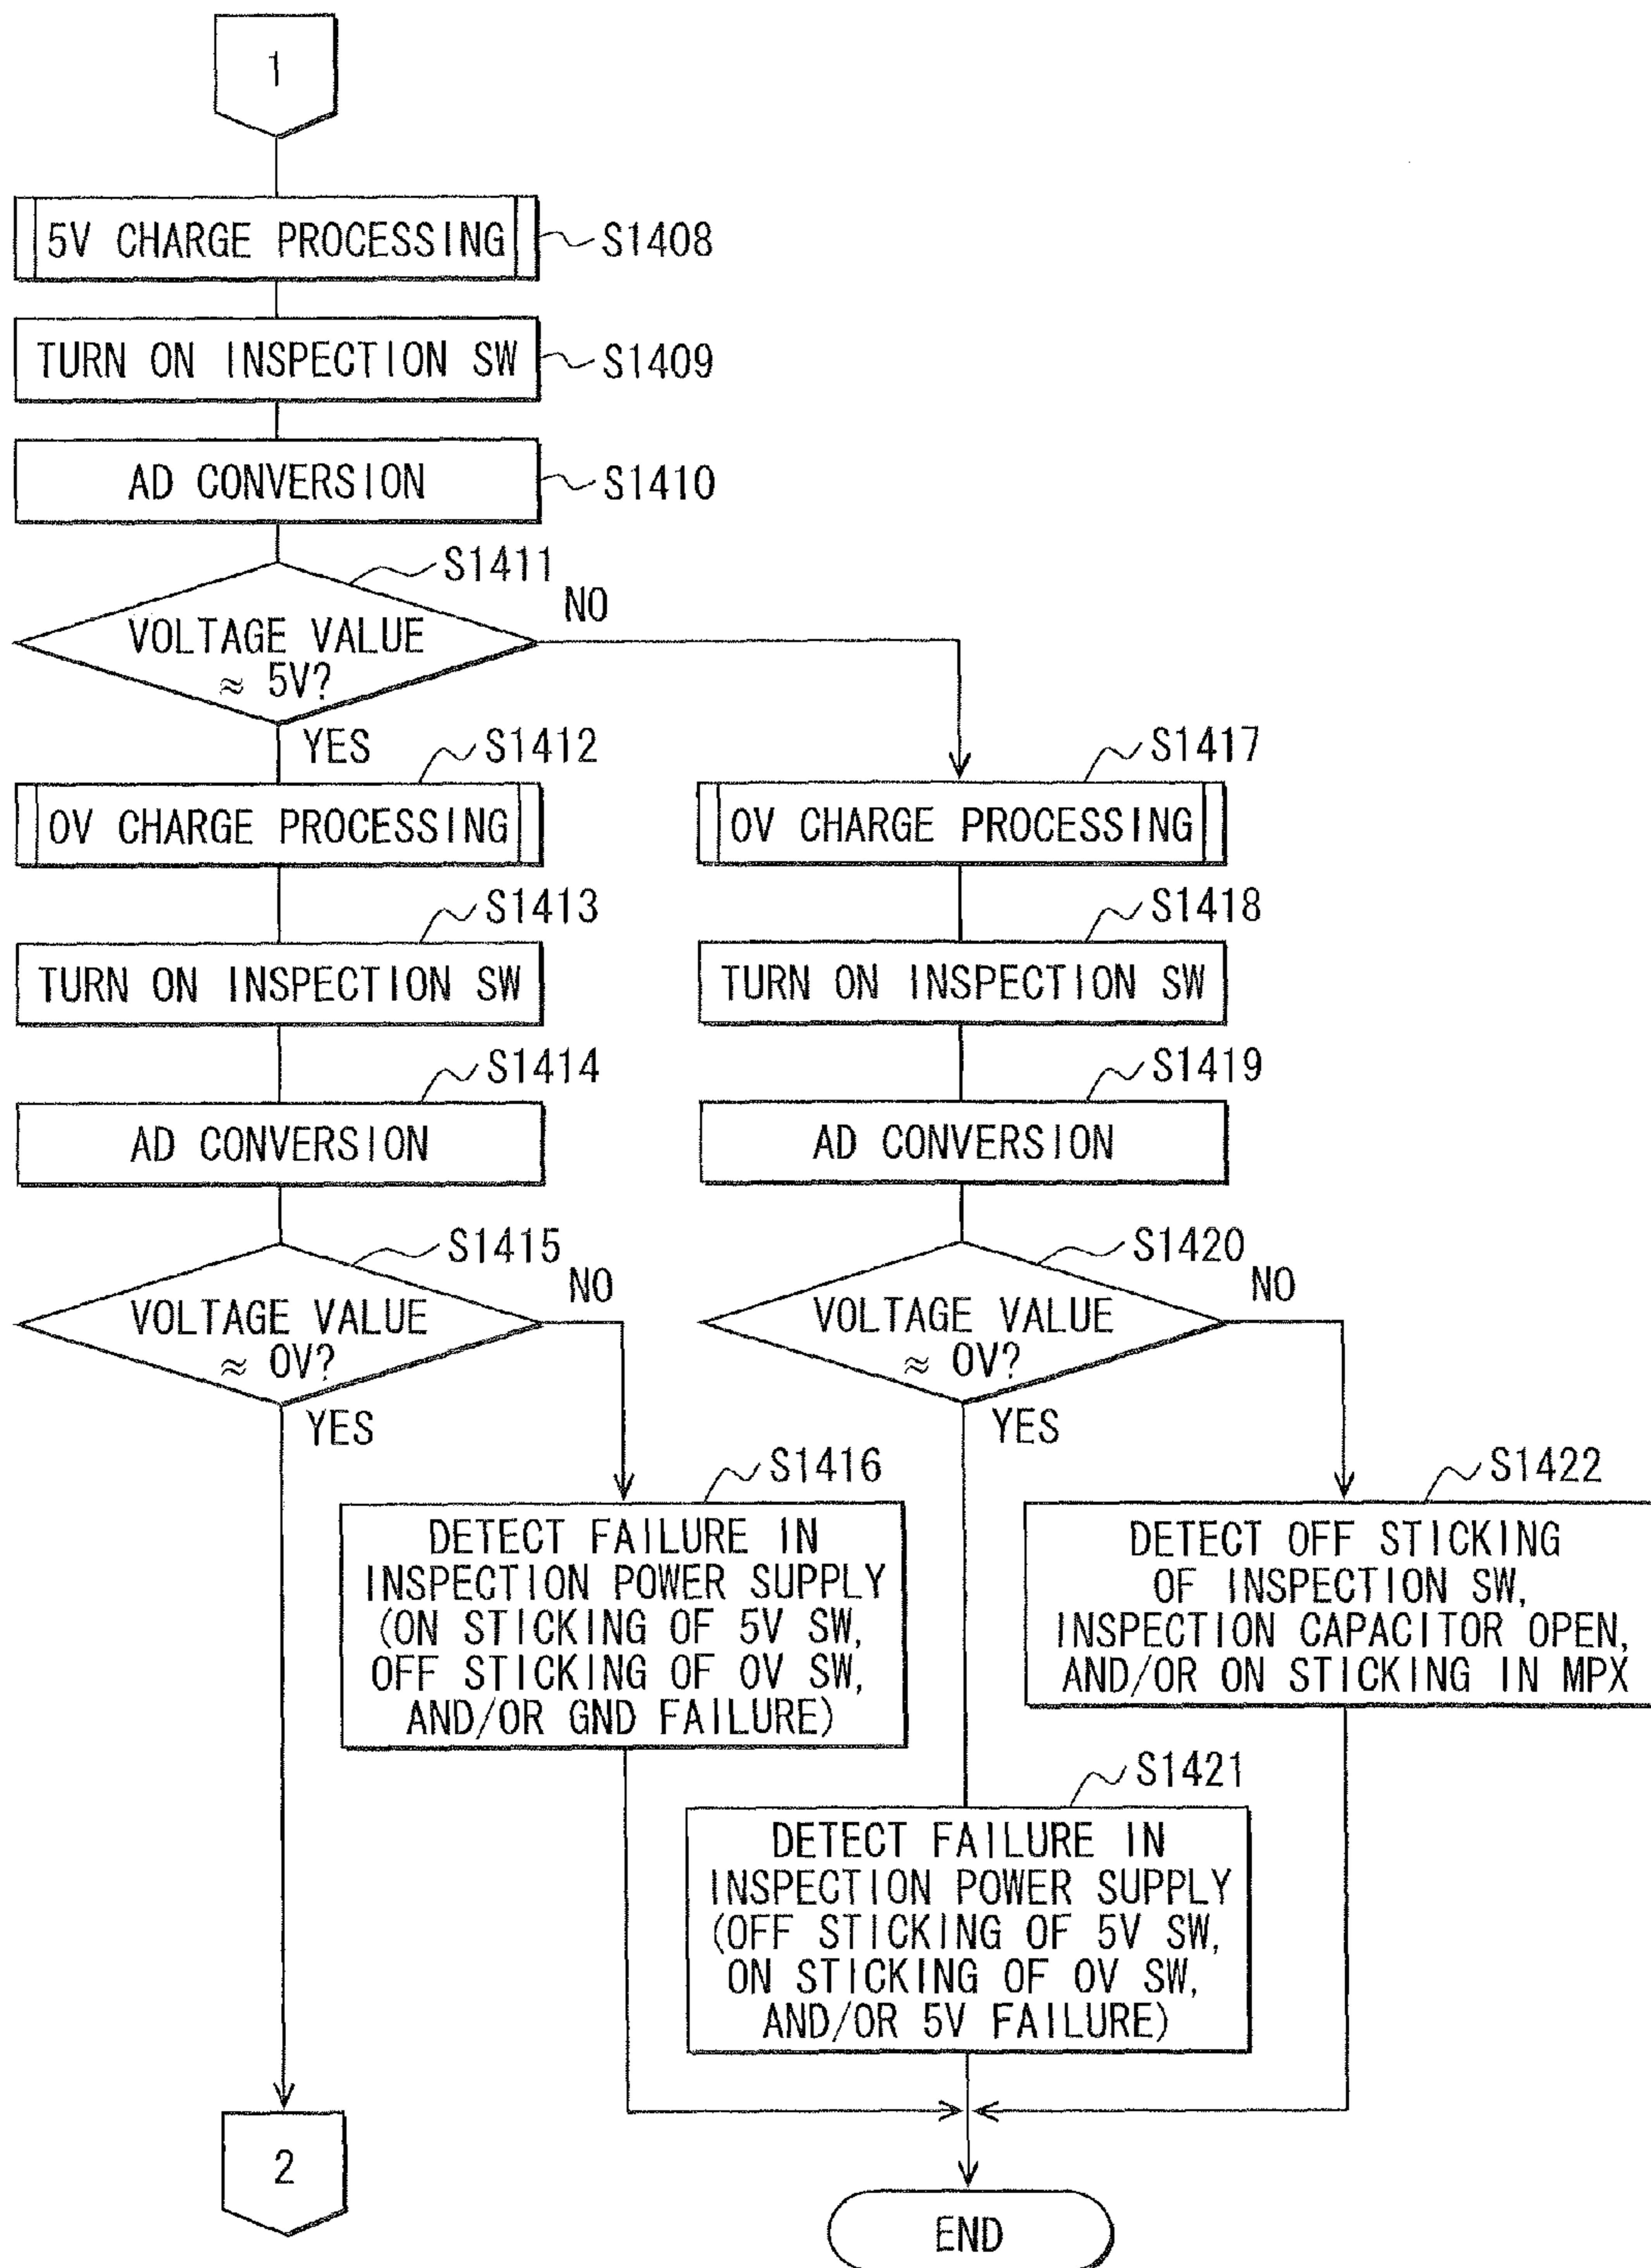 1
5V CHARGE PROCESSING
S1408
TURN ON INSPECTION SW
S1409
AD CONVERSION
S1410
S1411
VOLTAGE VALUE
≈ 5V?
NO
YES
S1412
0V CHARGE PROCESSING
S1413
TURN ON INSPECTION SW
S1414
AD CONVERSION
S1415
VOLTAGE VALUE
≈ 0V?
NO
YES
S1416
DETECT FAILURE IN
INSPECTION POWER SUPPLY
(ON STICKING OF 5V SW,
OFF STICKING OF 0V SW,
AND/OR GND FAILURE)
2
S1417
0V CHARGE PROCESSING
S1418
TURN ON INSPECTION SW
S1419
AD CONVERSION
S1420
VOLTAGE VALUE
≈ 0V?
NO
YES
S1422
DETECT OFF STICKING
OF INSPECTION SW,
INSPECTION CAPACITOR OPEN,
AND/OR ON STICKING IN MPX
S1421
DETECT FAILURE IN
INSPECTION POWER SUPPLY
(OFF STICKING OF 5V SW,
ON STICKING OF 0V SW,
AND/OR 5V FAILURE)
END